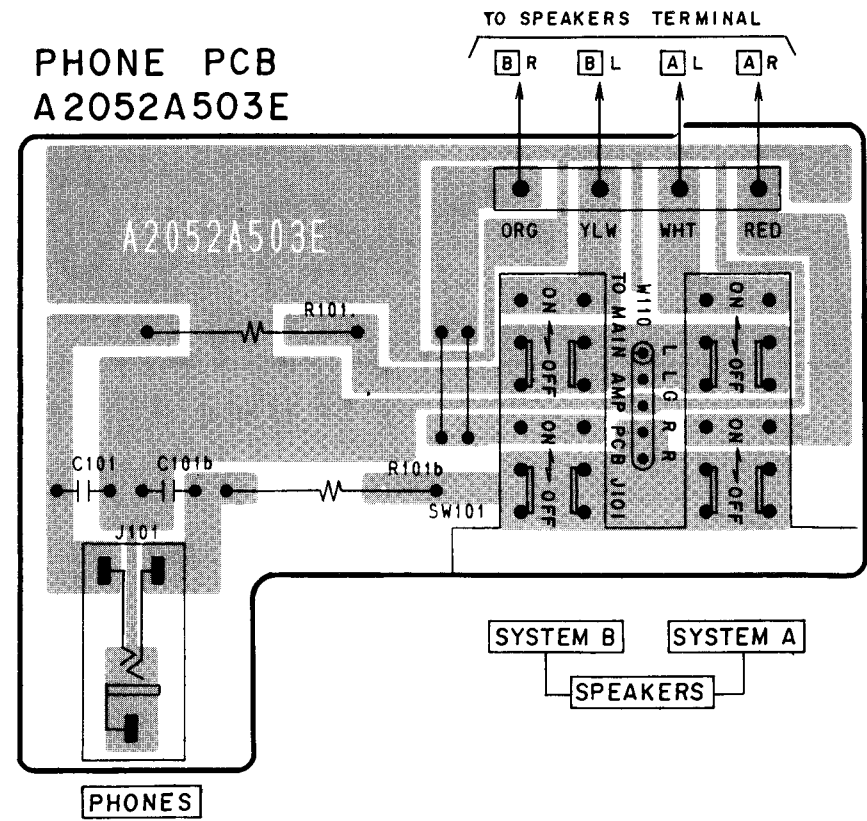 TO SPEAKERS TERMINAL
PHONE PCB
A2052A503E
B R
B L
A L
A R
A2052A503E
ORG
YLW
WHT
RED
TO MAIN AMP PCB J101
W110
L
L
G
R
R
ON
OFF
ON
OFF
ON
OFF
ON
OFF
R101.
C101
C101b
R101b
SW101
J101
SYSTEM B
SYSTEM A
SPEAKERS
PHONES